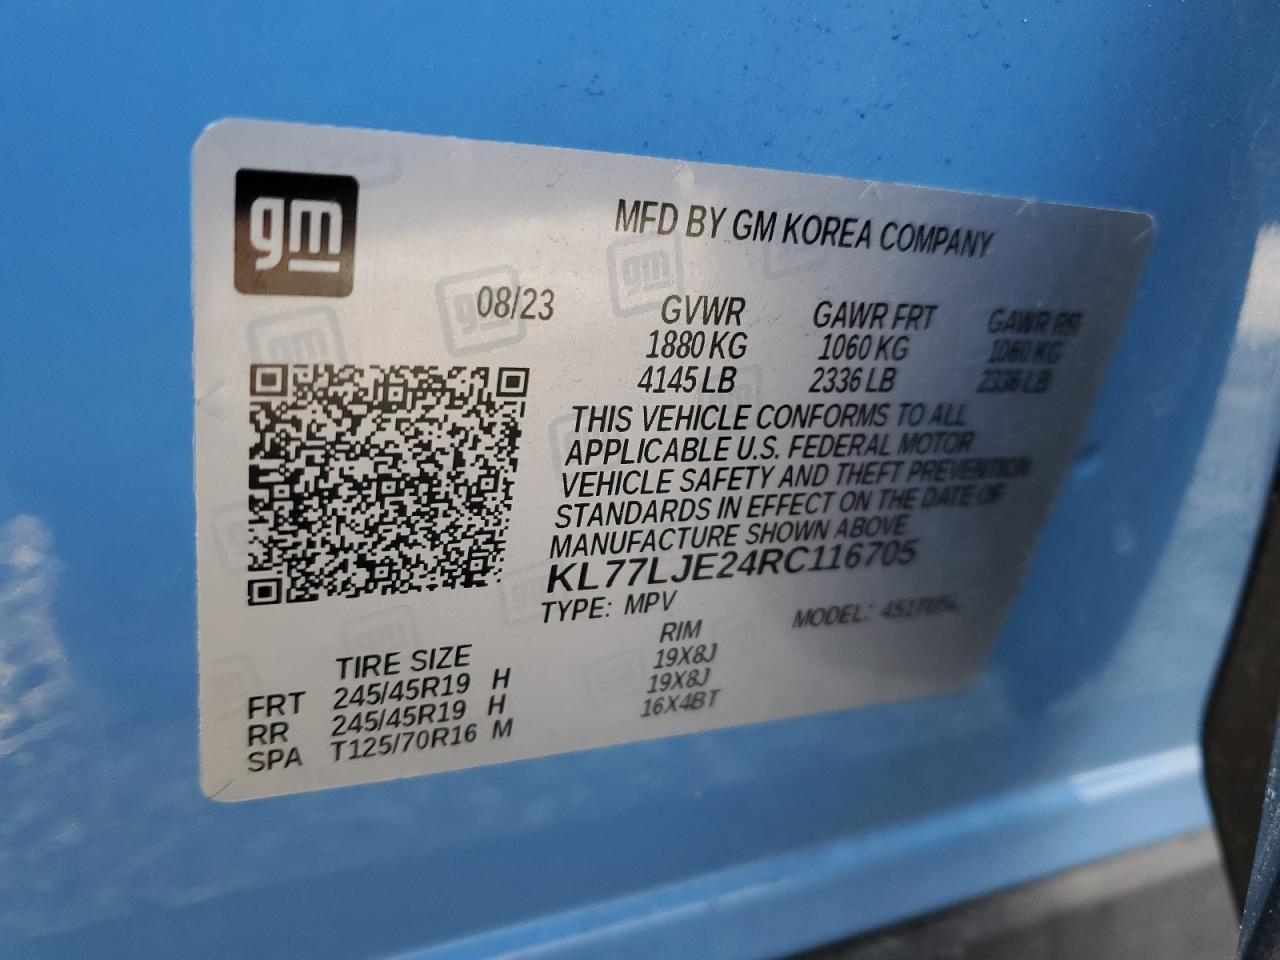 gm
MFD BY GM KOREA COMPANY
08/23 GVWR GAWR FRT GAWR RR
1880 KG 1060 KG 1060 KG
4145 LB 2336 LB 2336 LB
THIS VEHICLE CONFORMS TO ALL
APPLICABLE U.S. FEDERAL MOTOR
VEHICLE SAFETY AND THEFT PREVENTION
STANDARDS IN EFFECT ON THE DATE OF
MANUFACTURE SHOWN ABOVE
KL77LJE24RC116705
TYPE: MPV MODEL:
TIRE SIZE RIM
FRT 245/45R19 H 19X8J
RR 245/45R19 H 19X8J
SPA T125/70R16 M 16X4BT